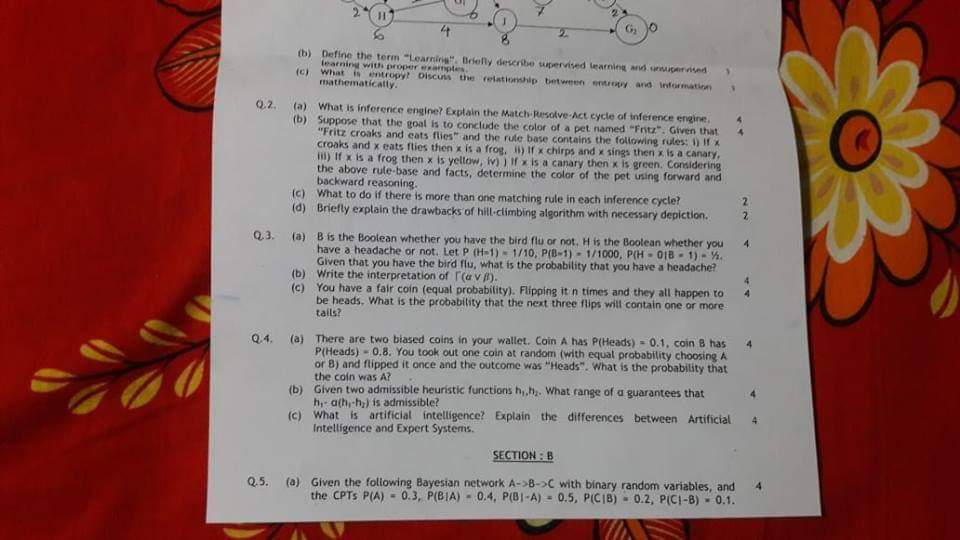 2
H
6
4
G₁
6
I
8
7
2
2
G₂
0
(b) Define the term "Learning". Briefly describe supervised learning and unsupervised
learning with proper examples.
(c) What is entropy? Discuss the relationship between entropy and information
mathematically.
Q.2. (a) What is inference engine? Explain the Match-Resolve-Act cycle of inference engine. 4
(b) Suppose that the goal is to conclude the color of a pet named "Fritz". Given that 4
"Fritz croaks and eats flies" and the rule base contains the following rules: i) If x
croaks and x eats flies then x is a frog, ii) If x chirps and x sings then x is a canary,
iii) If x is a frog then x is yellow, iv) ) If x is a canary then x is green. Considering
the above rule-base and facts, determine the color of the pet using forward and
backward reasoning.
(c) What to do if there is more than one matching rule in each inference cycle? 2
(d) Briefly explain the drawbacks of hill-climbing algorithm with necessary depiction. 2
Q.3. (a) B is the Boolean whether you have the bird flu or not. H is the Boolean whether you 4
have a headache or not. Let P (H=1) = 1/10, P(B=1) = 1/1000, P(H = 0|B = 1) = ½.
Given that you have the bird flu, what is the probability that you have a headache?
(b) Write the interpretation of Γ(α ∨ β). 4
(c) You have a fair coin (equal probability). Flipping it n times and they all happen to 4
be heads. What is the probability that the next three flips will contain one or more
tails?
Q.4. (a) There are two biased coins in your wallet. Coin A has P(Heads) = 0.1, coin B has 4
P(Heads) = 0.8. You took out one coin at random (with equal probability choosing A
or B) and flipped it once and the outcome was "Heads". What is the probability that
the coin was A?
(b) Given two admissible heuristic functions h₁,h₂. What range of α guarantees that 4
h₁- α(h₁-h₂) is admissible?
(c) What is artificial intelligence? Explain the differences between Artificial 4
Intelligence and Expert Systems.
SECTION : B
Q.5. (a) Given the following Bayesian network A->B->C with binary random variables, and 4
the CPTs P(A) = 0.3, P(B|A) = 0.4, P(B|-A) = 0.5, P(C|B) = 0.2, P(C|-B) = 0.1.